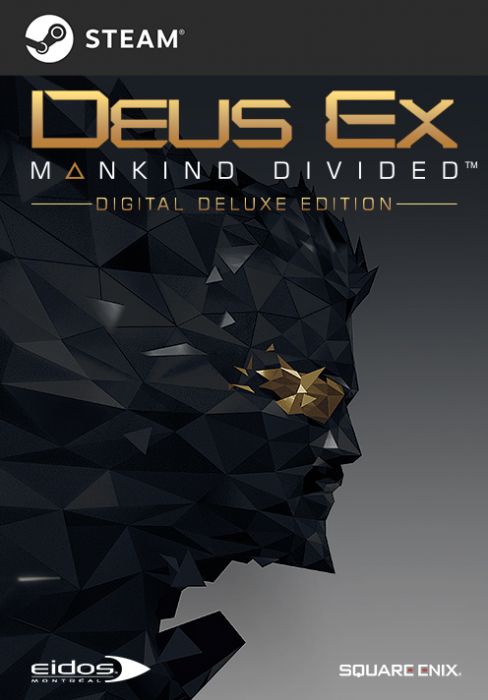 STEAM®
DEUS EX
MANKIND DIVIDED™
DIGITAL DELUXE EDITION
eidos
MONTRÉAL
SQUARE ENIX.